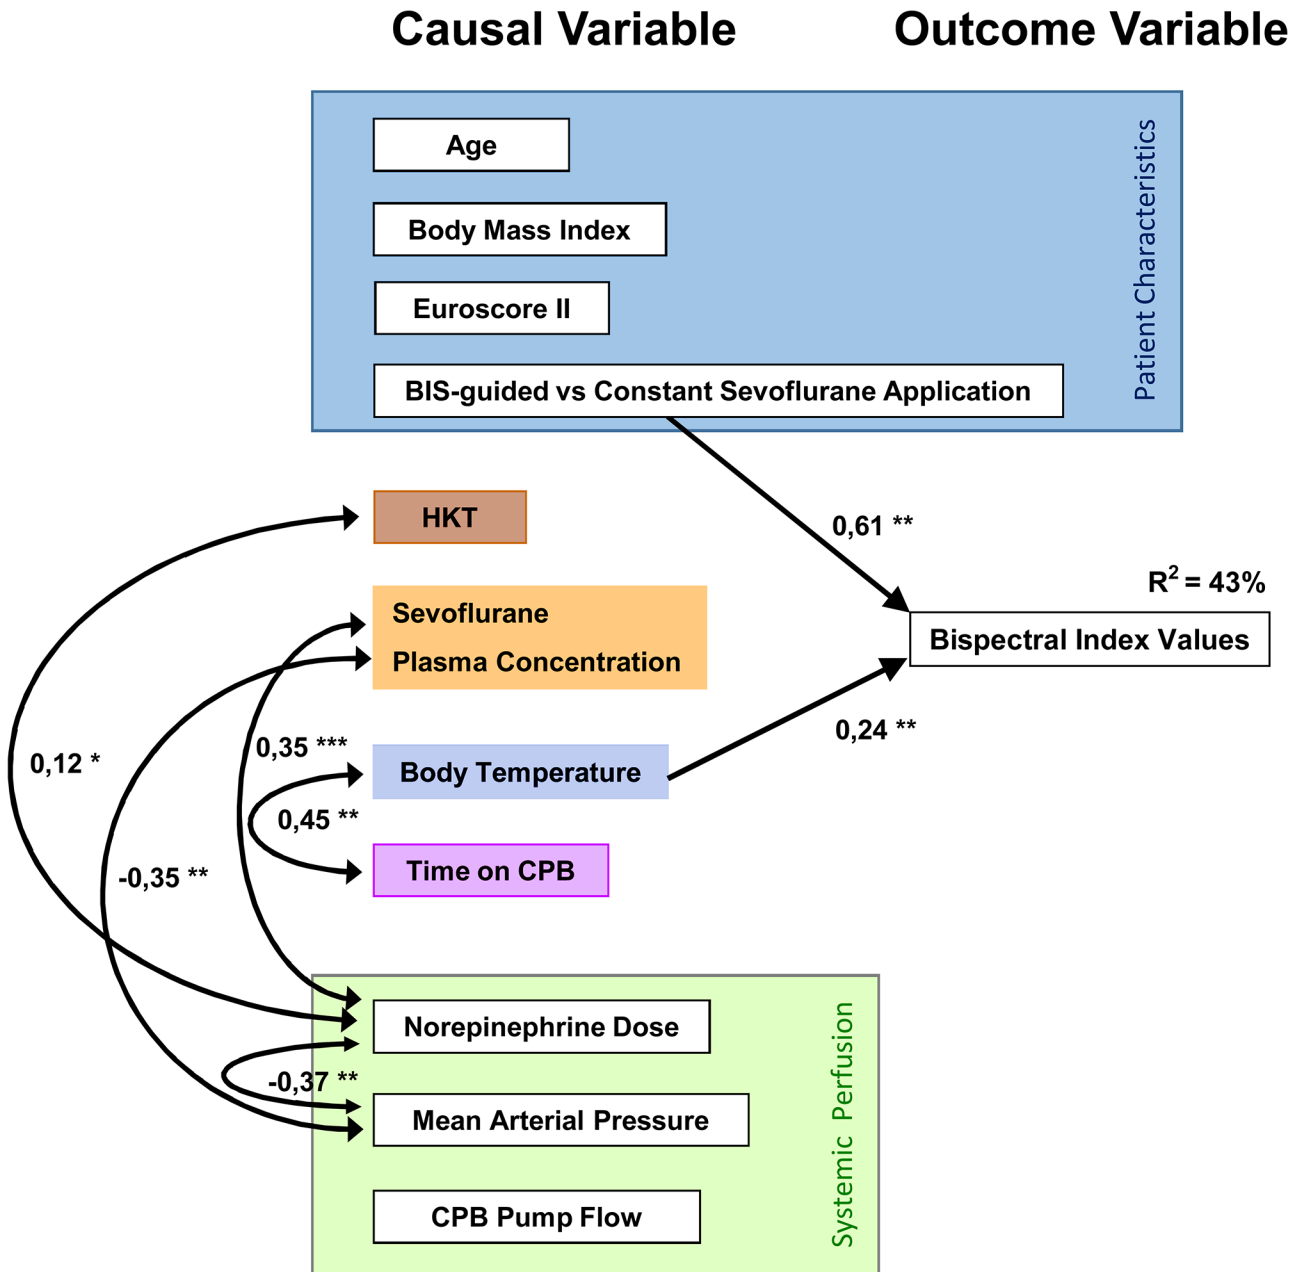 Causal Variable
Outcome Variable
Age
Body Mass Index
Euroscore II
BIS-guided vs Constant Sevoflurane Application
Patient Characteristics
HKT
0,61 **
R² = 43%
Sevoflurane
Plasma Concentration
Bispectral Index Values
0,24 **
0,35 ***
0,12 *
Body Temperature
0,45 **
-0,35 **
Time on CPB
Norepinephrine Dose
-0,37 **
Mean Arterial Pressure
CPB Pump Flow
Systemic Perfusion